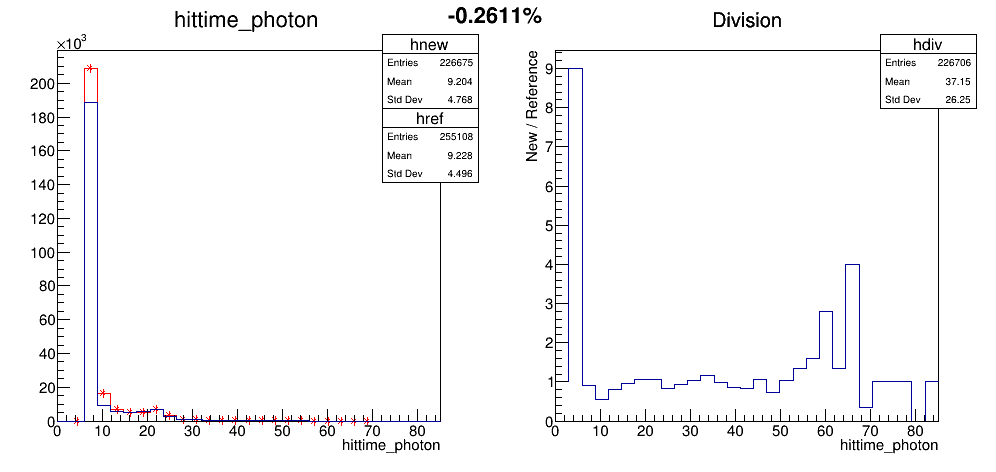 -0.2611%
hittime_photon
×10³
200
180
160
140
120
100
80
60
40
20
0
0 10 20 30 40 50 60 70 80
hittime_photon
hnew
Entries 226675
Mean 9.204
Std Dev 4.768
href
Entries 255108
Mean 9.228
Std Dev 4.496
Division
New / Reference
9
8
7
6
5
4
3
2
1
0
0 10 20 30 40 50 60 70 80
hittime_photon
hdiv
Entries 226706
Mean 37.15
Std Dev 26.25